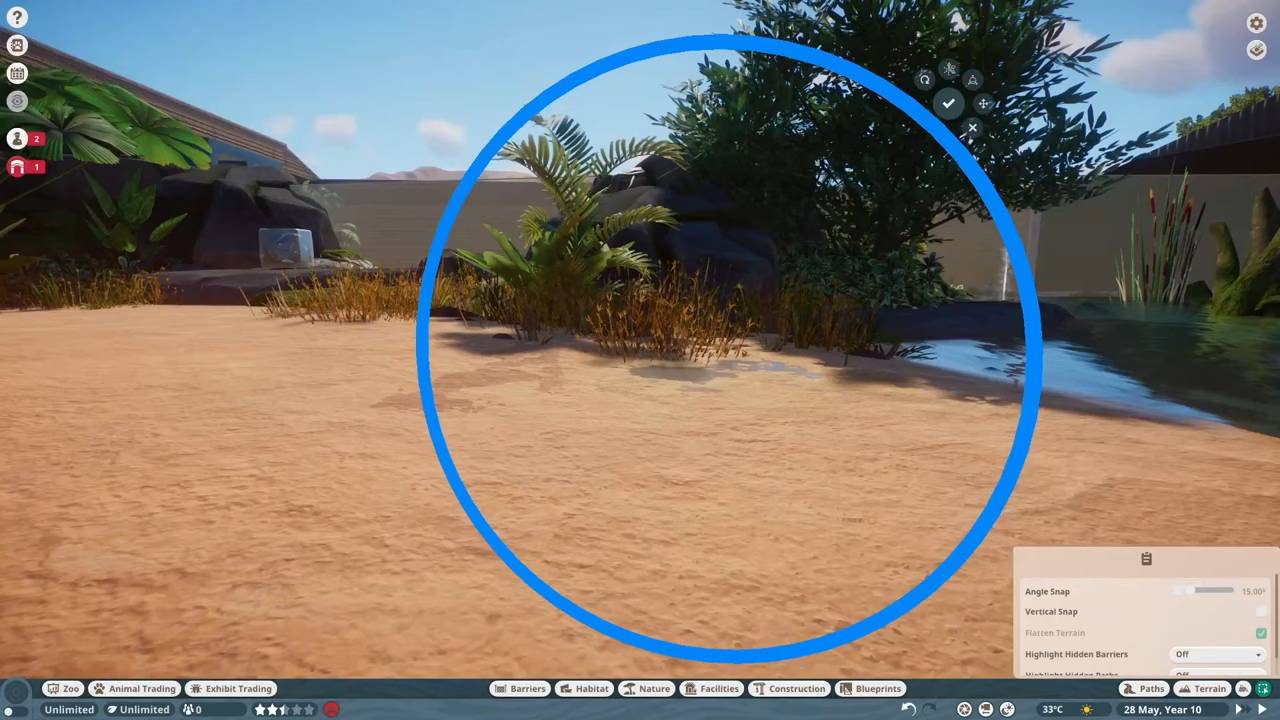 ?
2
1
Angle Snap 15.00°
Vertical Snap
Flatten Terrain
Highlight Hidden Barriers Off
Zoo Animal Trading Exhibit Trading Barriers Habitat Nature Facilities Construction Blueprints Paths Terrain
Unlimited Unlimited 0 33°C 28 May, Year 10